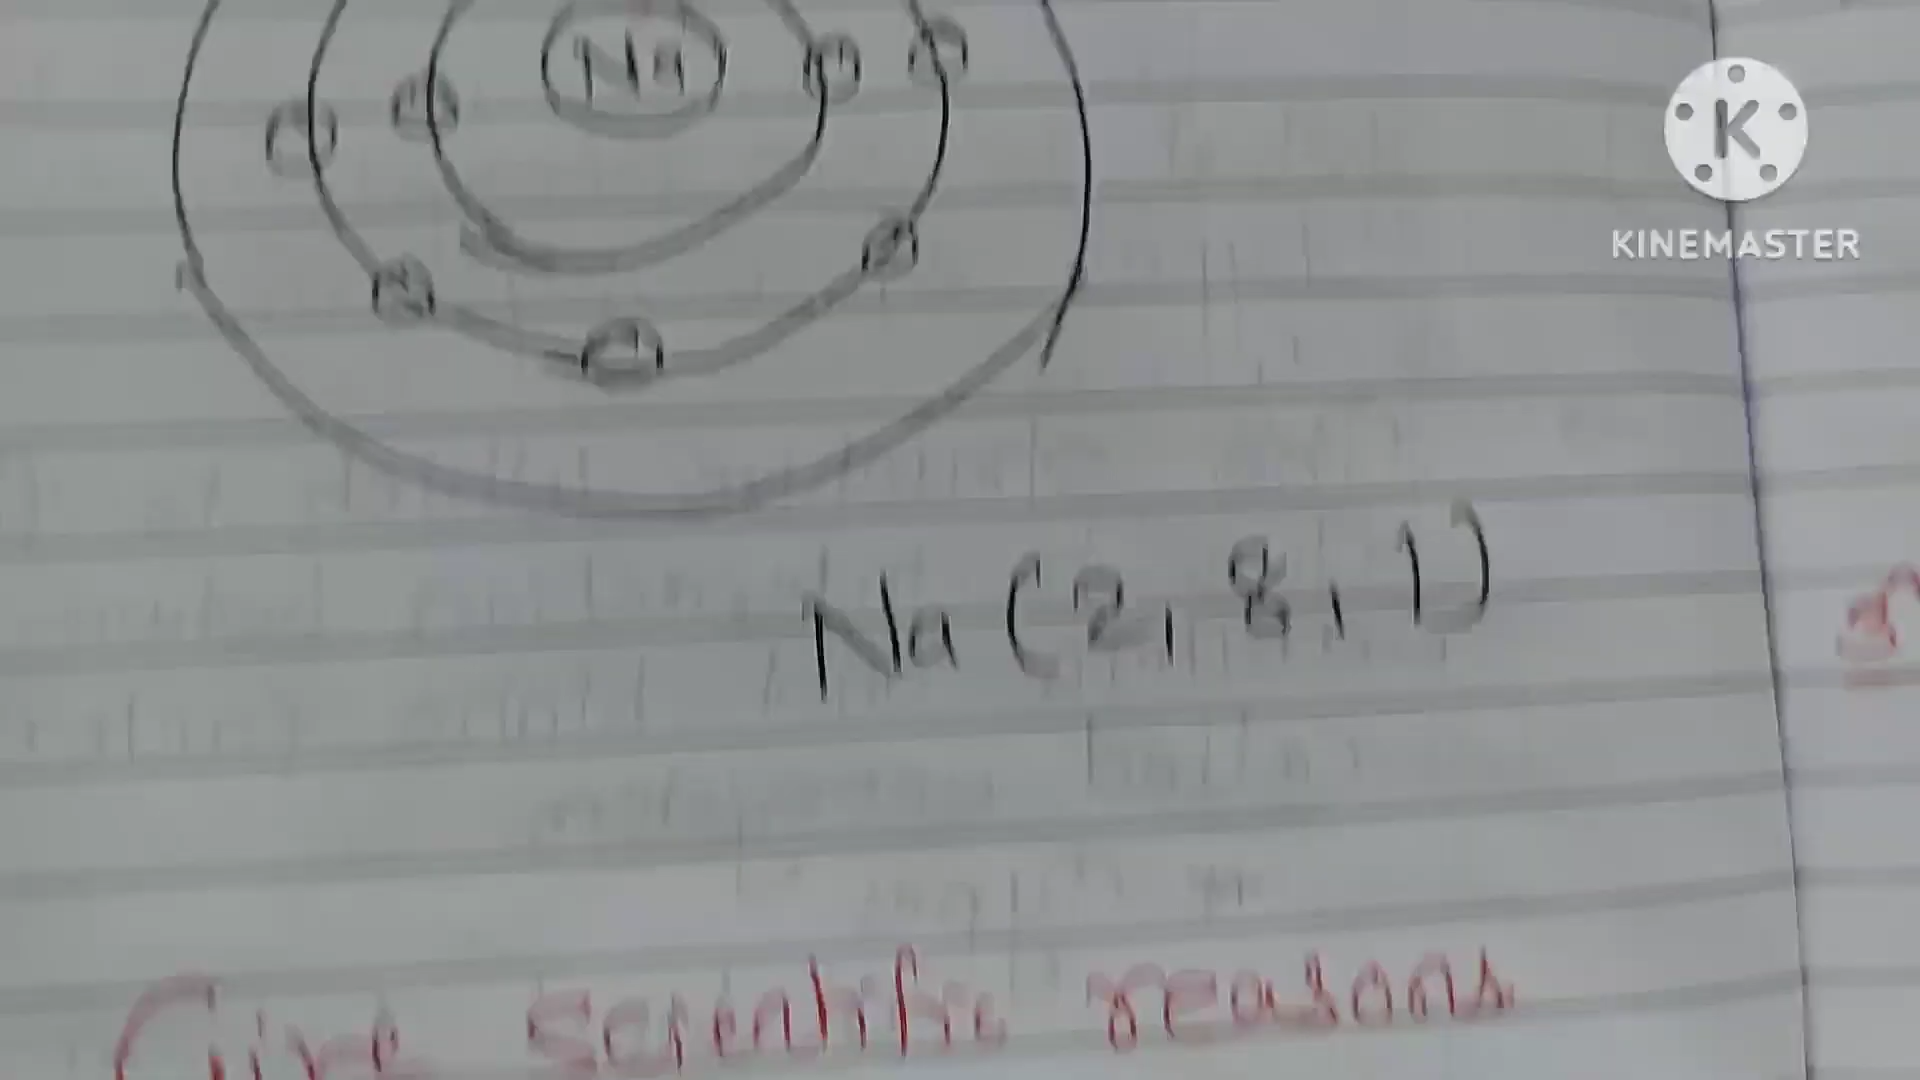 Na
K
KINEMASTER
Na (2, 8, 1)
Give scientific reasons